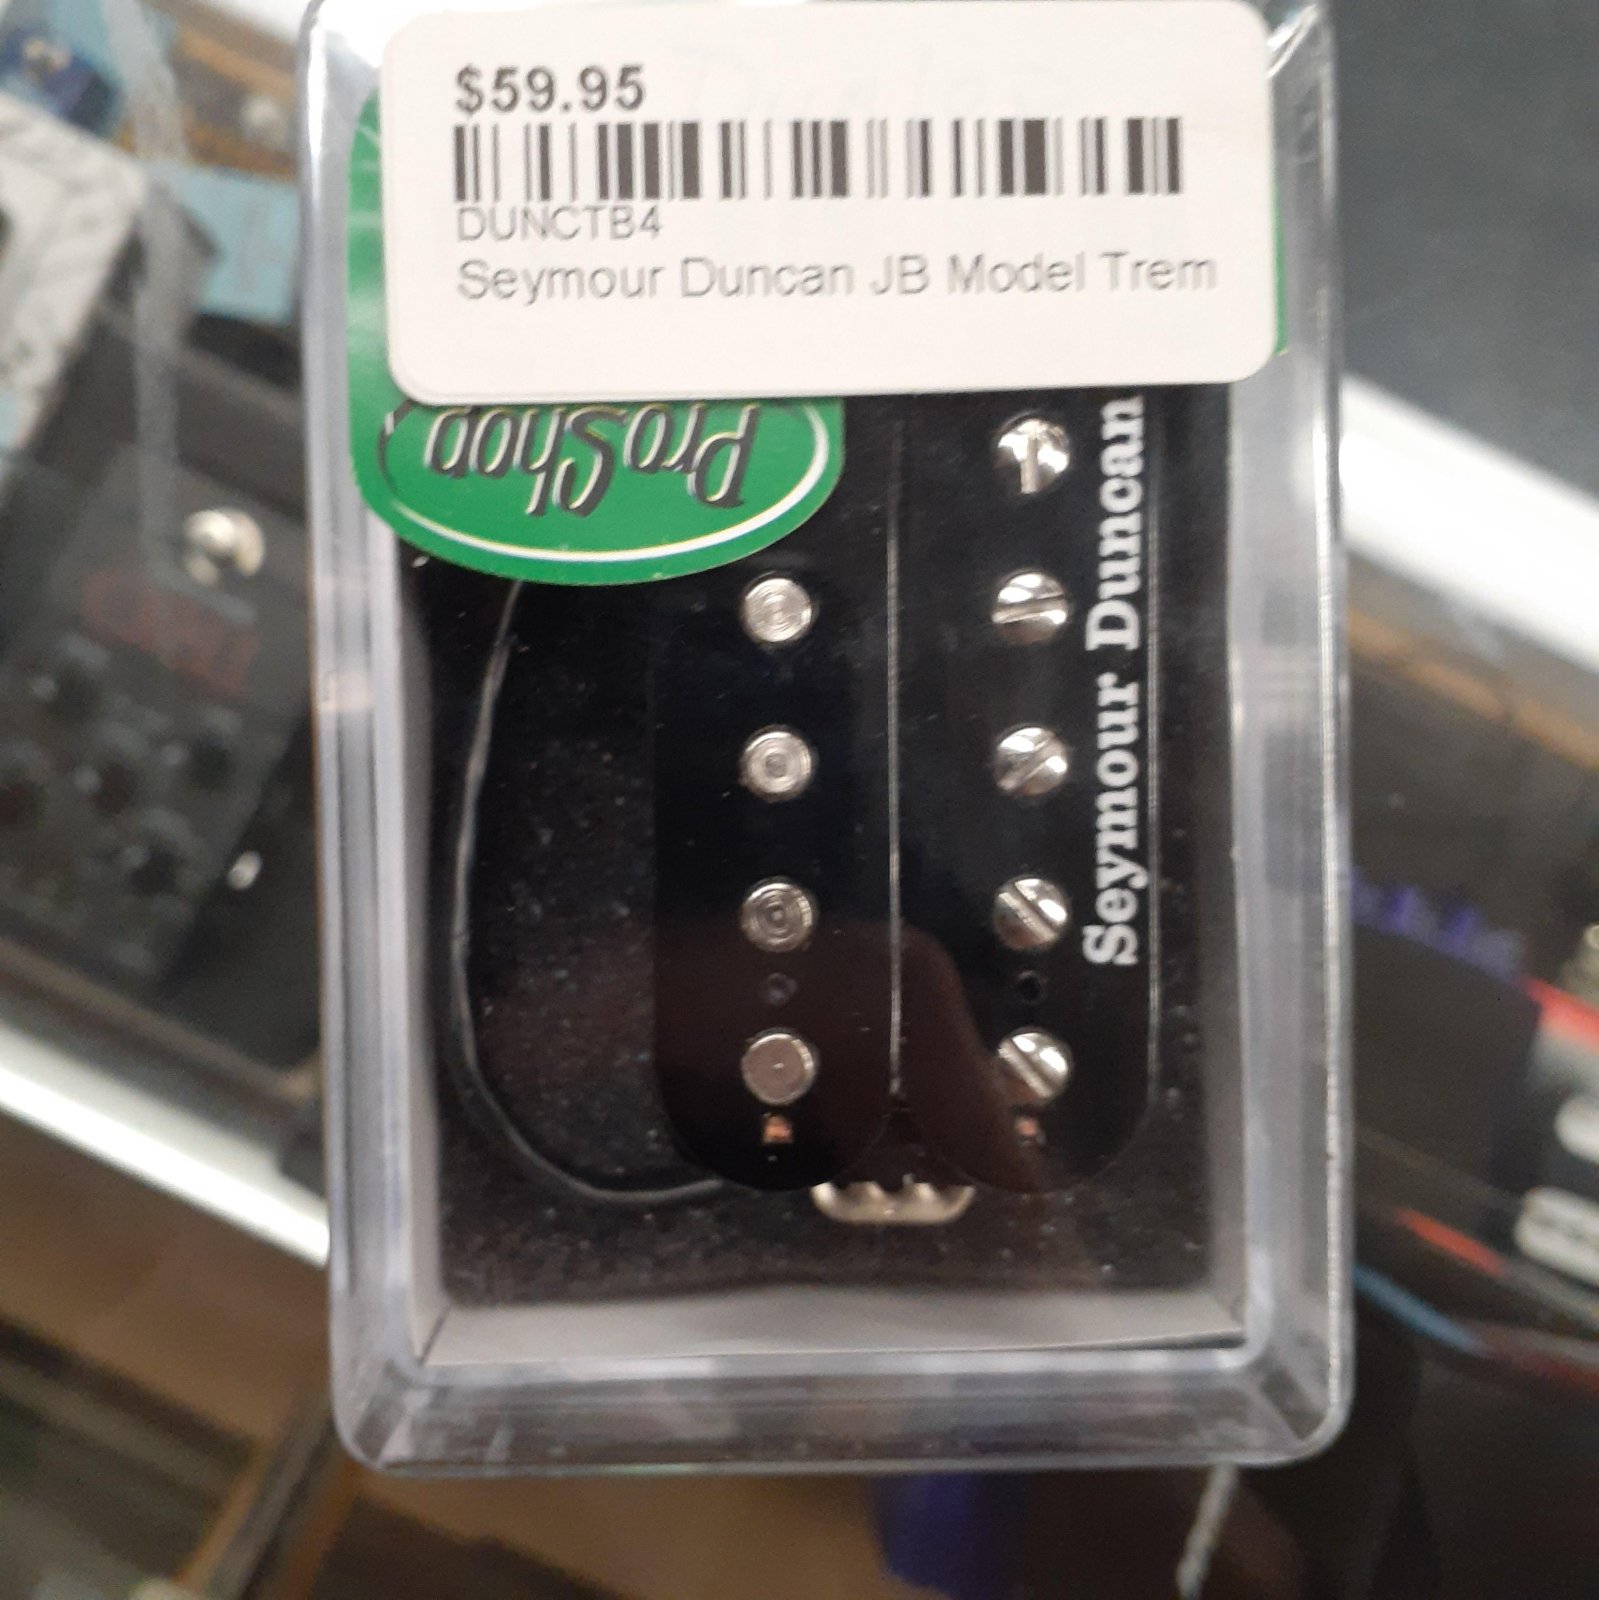 $59.95
DUNCTB4
Seymour Duncan JB Model Trem
ProShop
Seymour Duncan